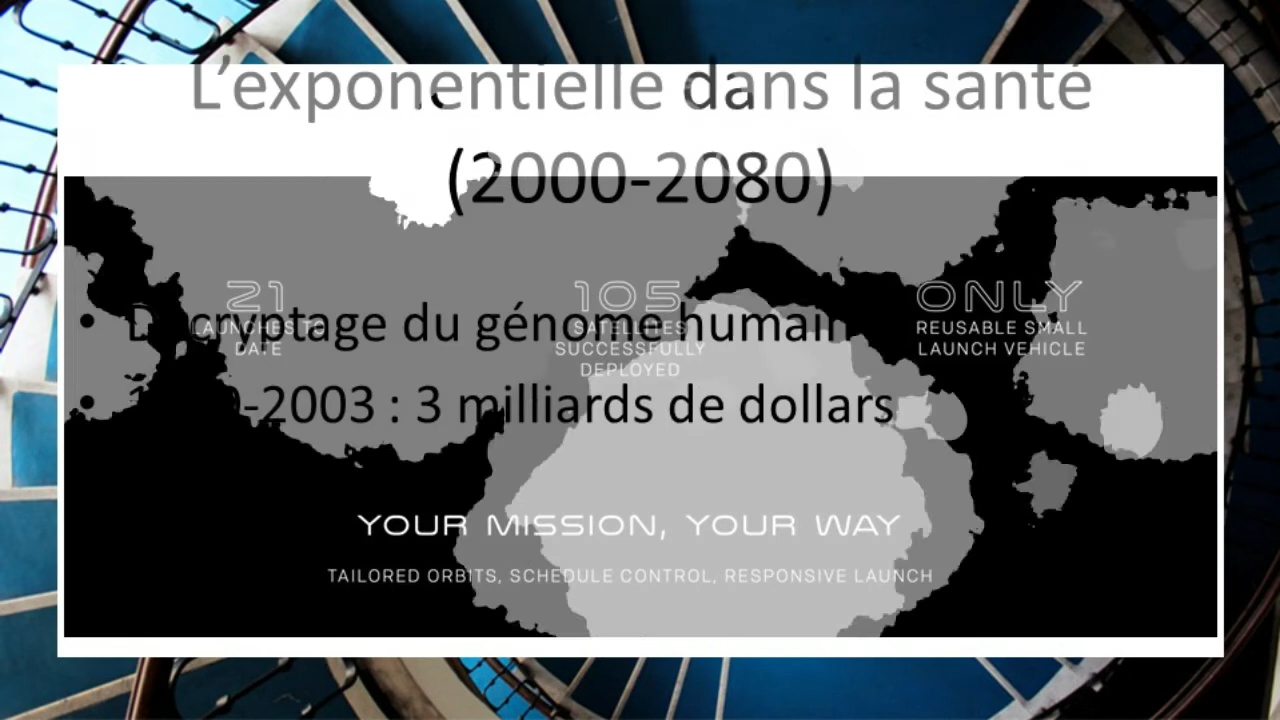 L’exponentielle dans la santé
(2000-2080)
21
LAUNCHES TO
DATE
105
SATELLITES
SUCCESSFULLY
DEPLOYED
ONLY
REUSABLE SMALL
LAUNCH VEHICLE
• Décryptage du génome humain
• -2003 : 3 milliards de dollars
YOUR MISSION, YOUR WAY
TAILORED ORBITS, SCHEDULE CONTROL, RESPONSIVE LAUNCH